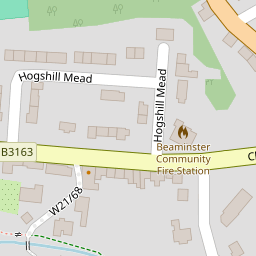 Hogshill Mead
Hogshill Mead
Beaminster
Community
Fire Station
B3163
W21/68